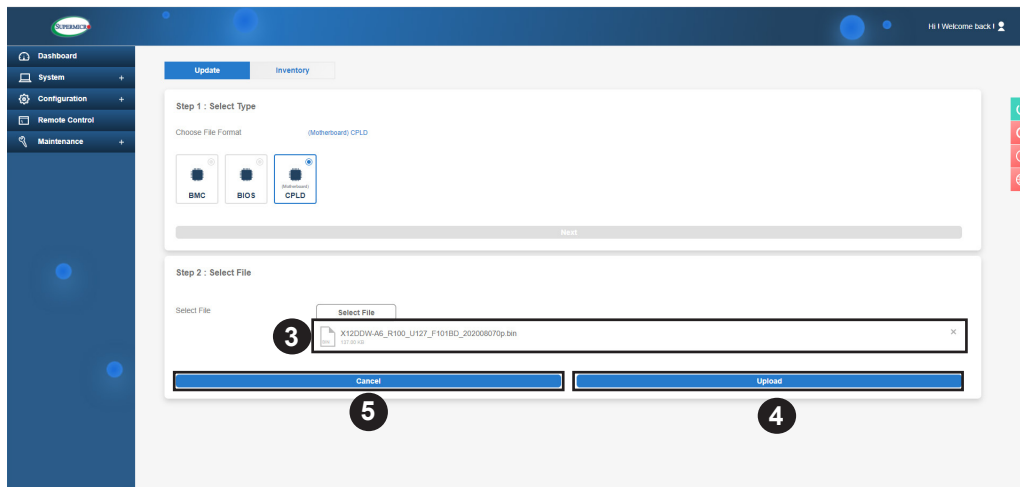 SUPERMICR
Hi ! Welcome back !
Dashboard
System +
Configuration +
Remote Control
Maintenance +
Update Inventory
Step 1 : Select Type
Choose File Format (Motherboard) CPLD
BMC
BIOS
(Motherboard)
CPLD
Next
Step 2 : Select File
Select File Select File
3
X12DDW-A6_R100_U127_F101BD_202008070p.bin ×
Cancel Upload
5 4